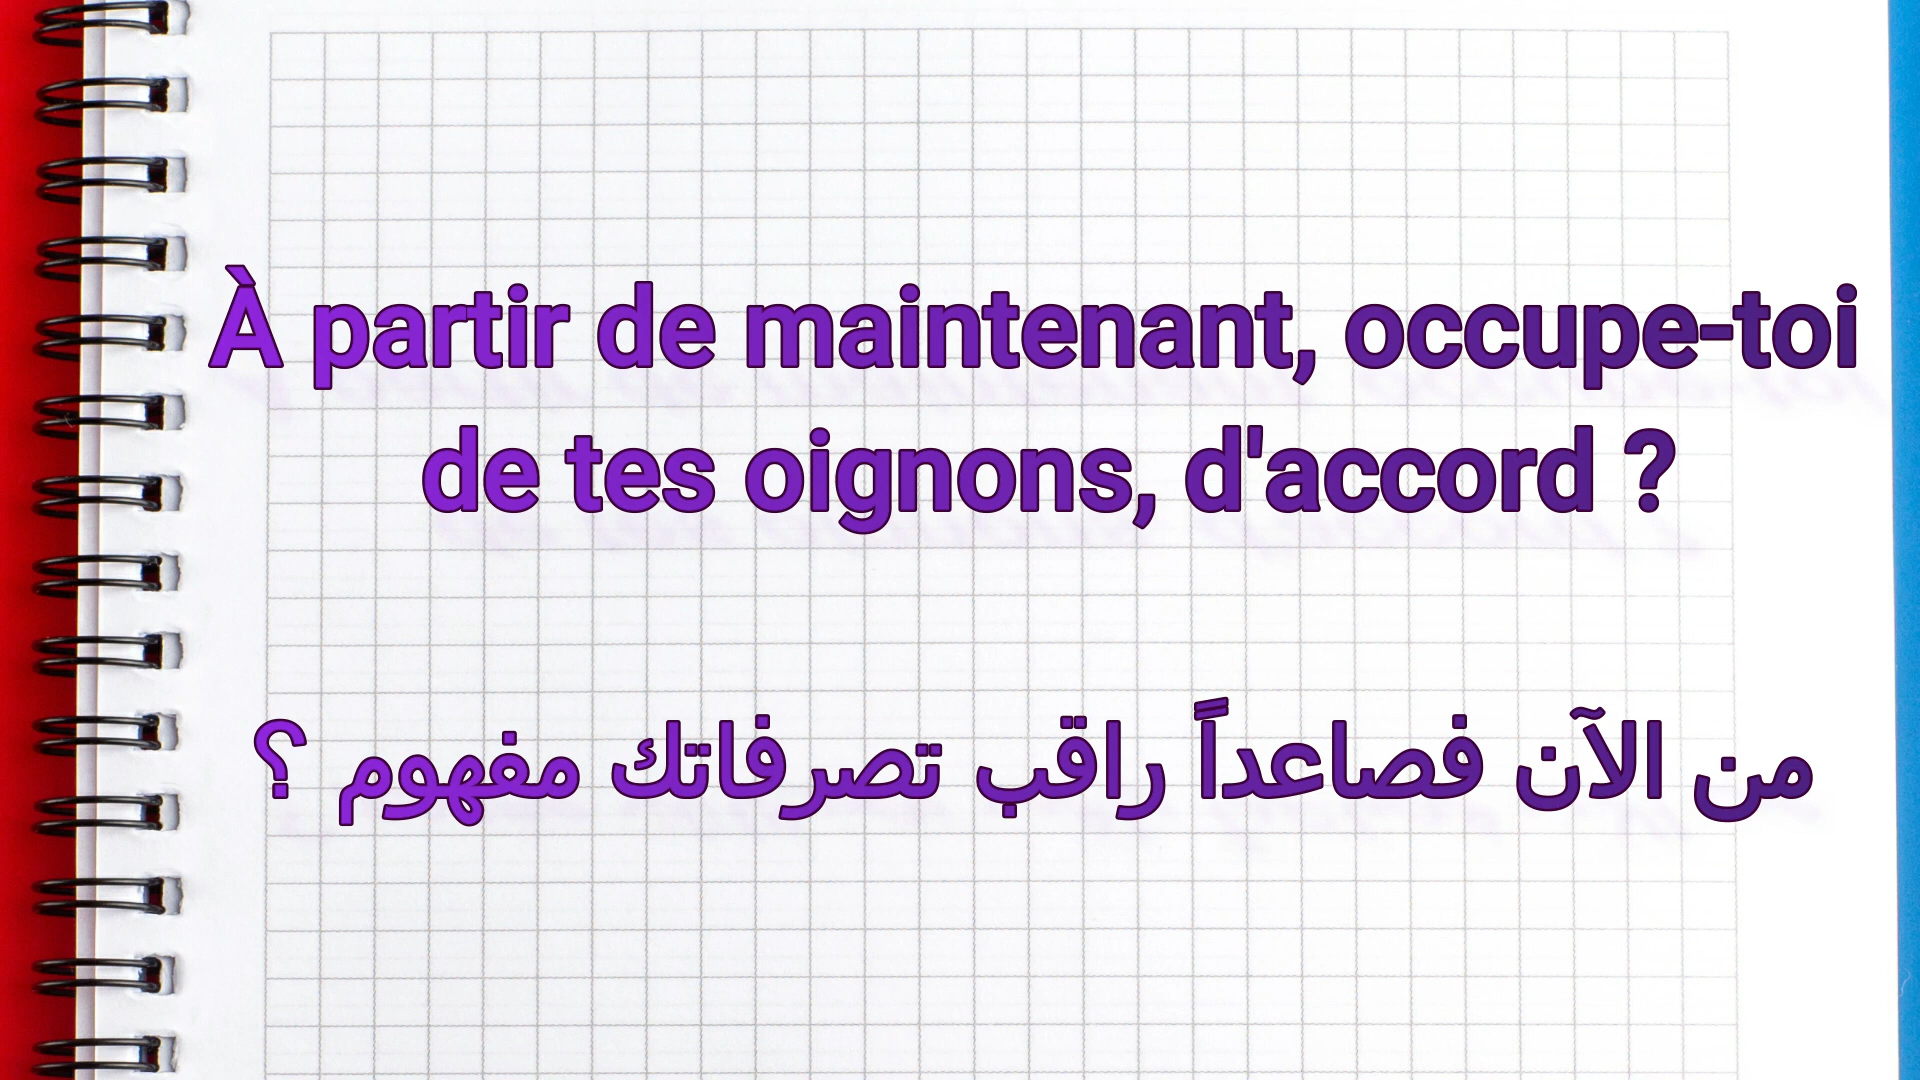 À partir de maintenant, occupe-toi
de tes oignons, d'accord ?
من الآن فصاعداً راقب تصرفاتك مفهوم ؟